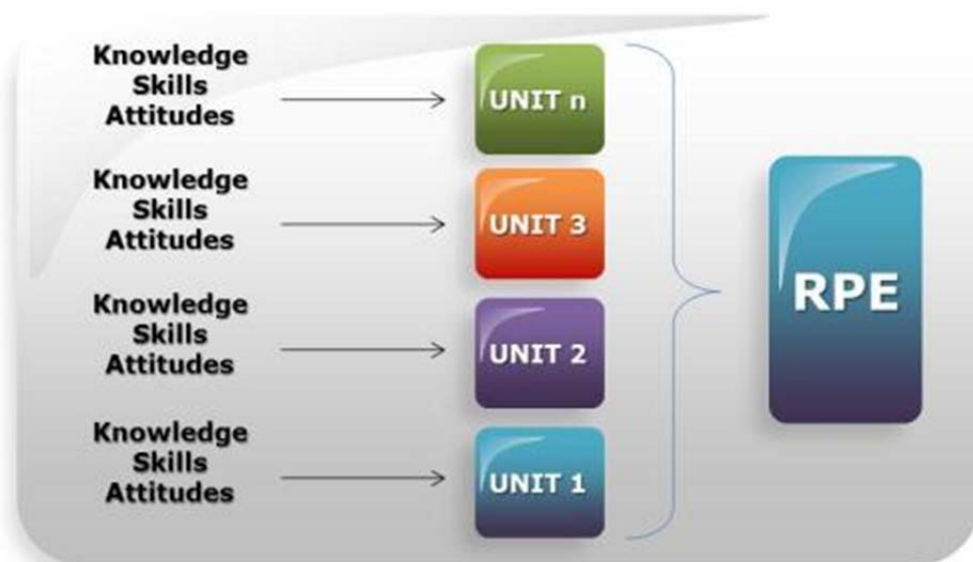 Knowledge
Skills
Attitudes
UNIT n
Knowledge
Skills
Attitudes
UNIT 3
Knowledge
Skills
Attitudes
UNIT 2
Knowledge
Skills
Attitudes
UNIT 1
RPE